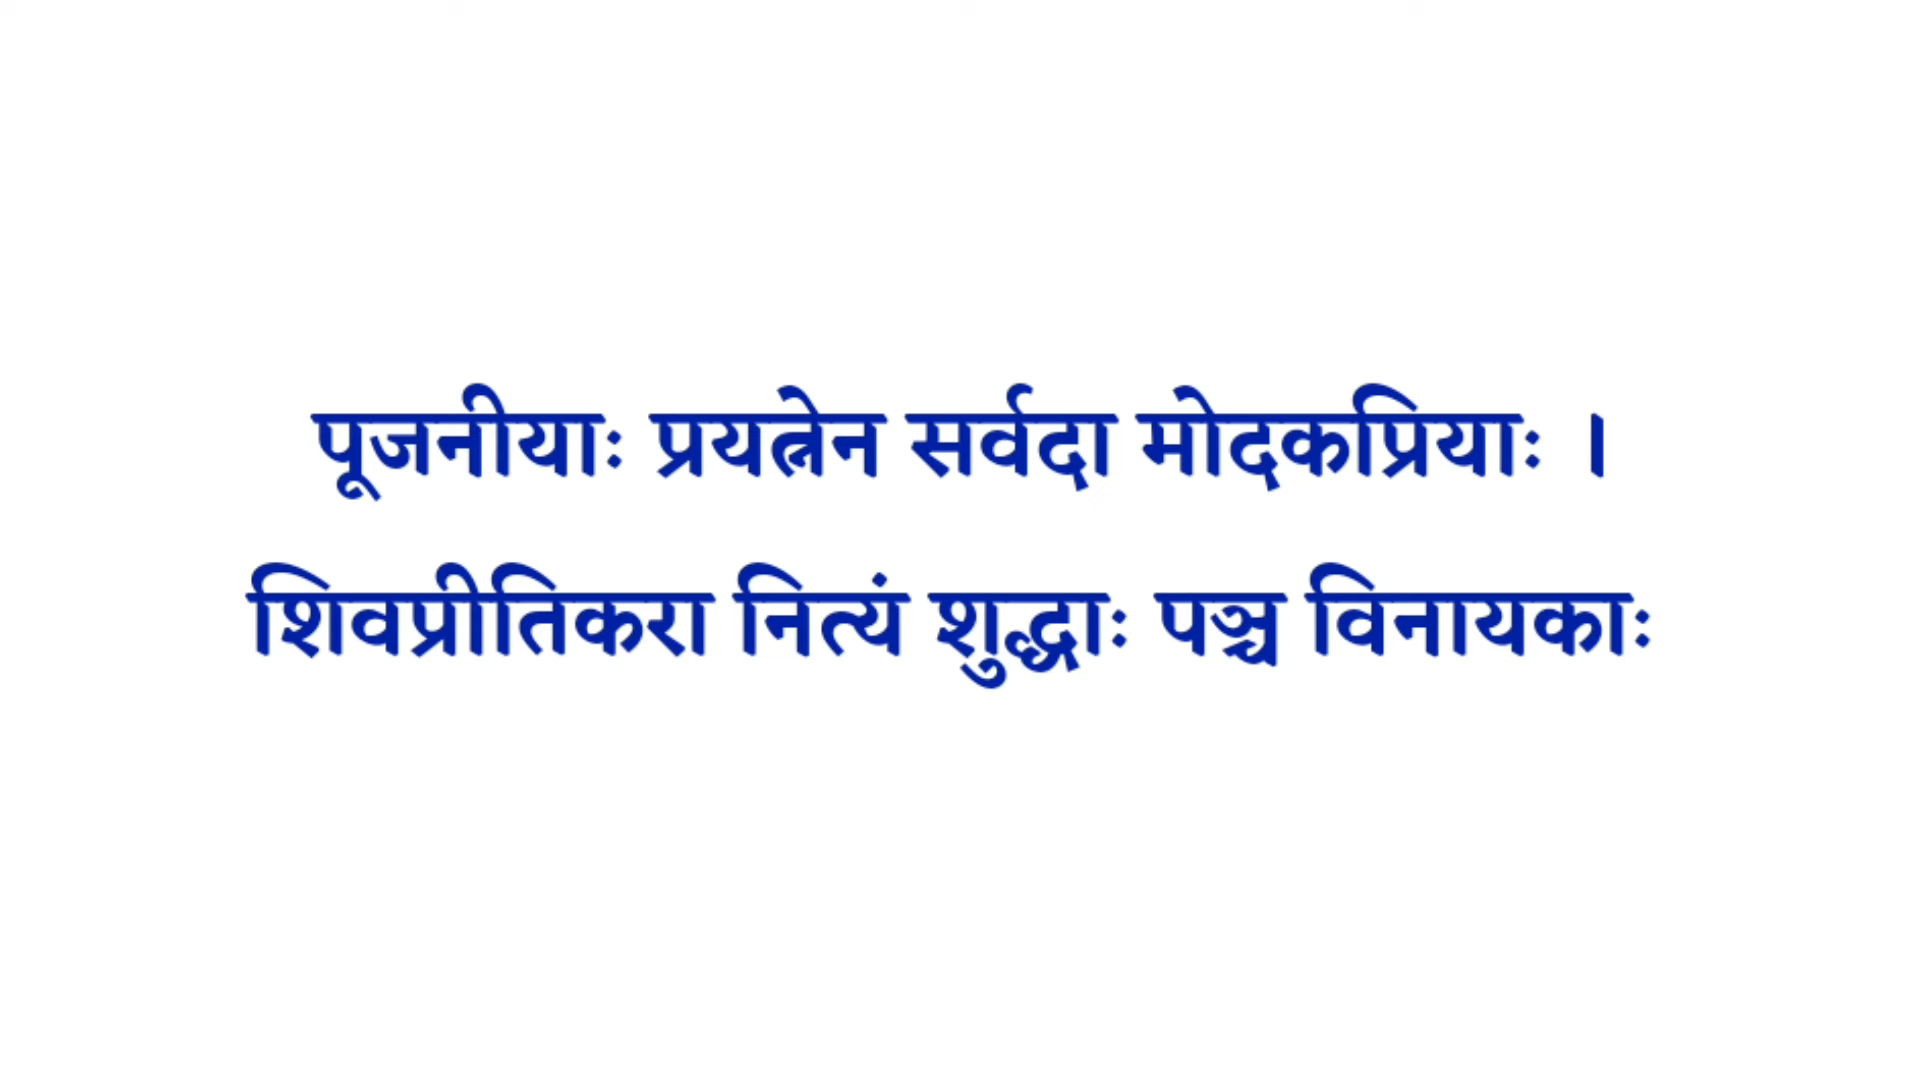 पूजनीयाः प्रयत्नेन सर्वदा मोदकप्रियाः ।
शिवप्रीतिकरा नित्यं शुद्धाः पञ्च विनायकाः